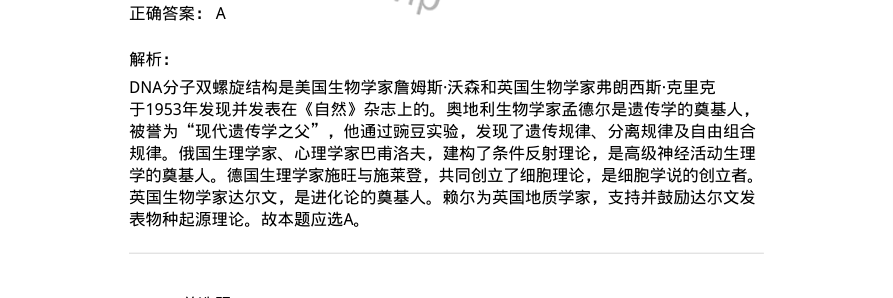 正确答案： A
解析：
DNA分子双螺旋结构是美国生物学家詹姆斯·沃森和英国生物学家弗朗西斯·克里克
于1953年发现并发表在《自然》杂志上的。奥地利生物学家孟德尔是遗传学的奠基人，
被誉为“现代遗传学之父”，他通过豌豆实验，发现了遗传规律、分离规律及自由组合
规律。俄国生理学家、心理学家巴甫洛夫，建构了条件反射理论，是高级神经活动生理
学的奠基人。德国生理学家施旺与施莱登，共同创立了细胞理论，是细胞学说的创立者。
英国生物学家达尔文，是进化论的奠基人。赖尔为英国地质学家，支持并鼓励达尔文发
表物种起源理论。故本题应选A。